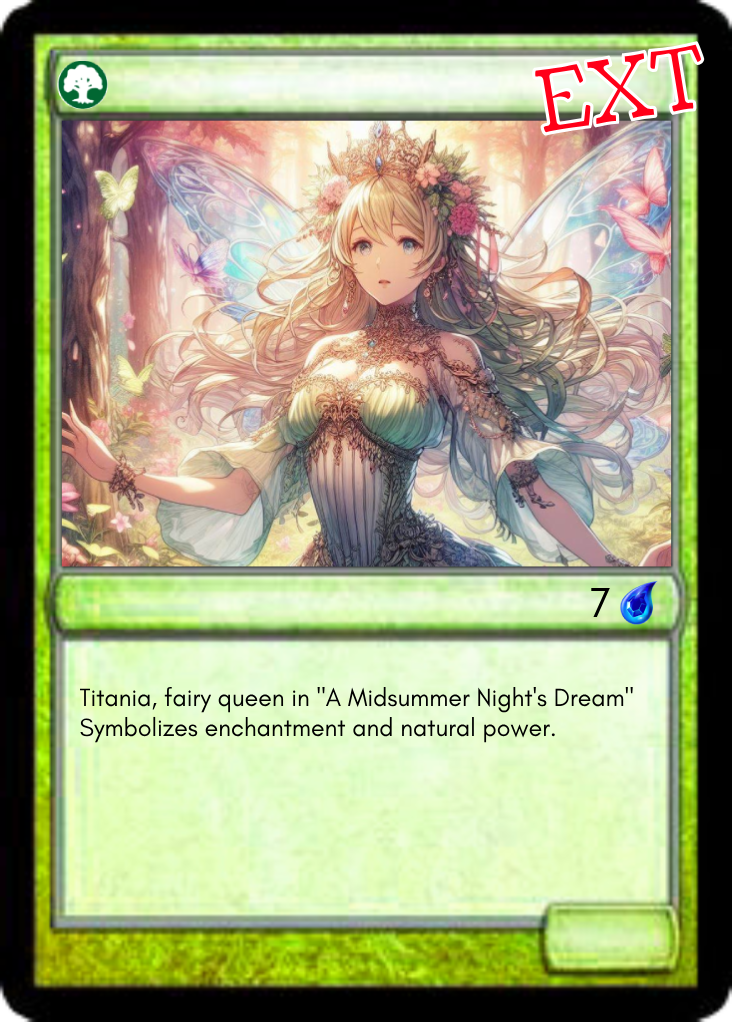 EXT
7
Titania, fairy queen in "A Midsummer Night's Dream"
Symbolizes enchantment and natural power.